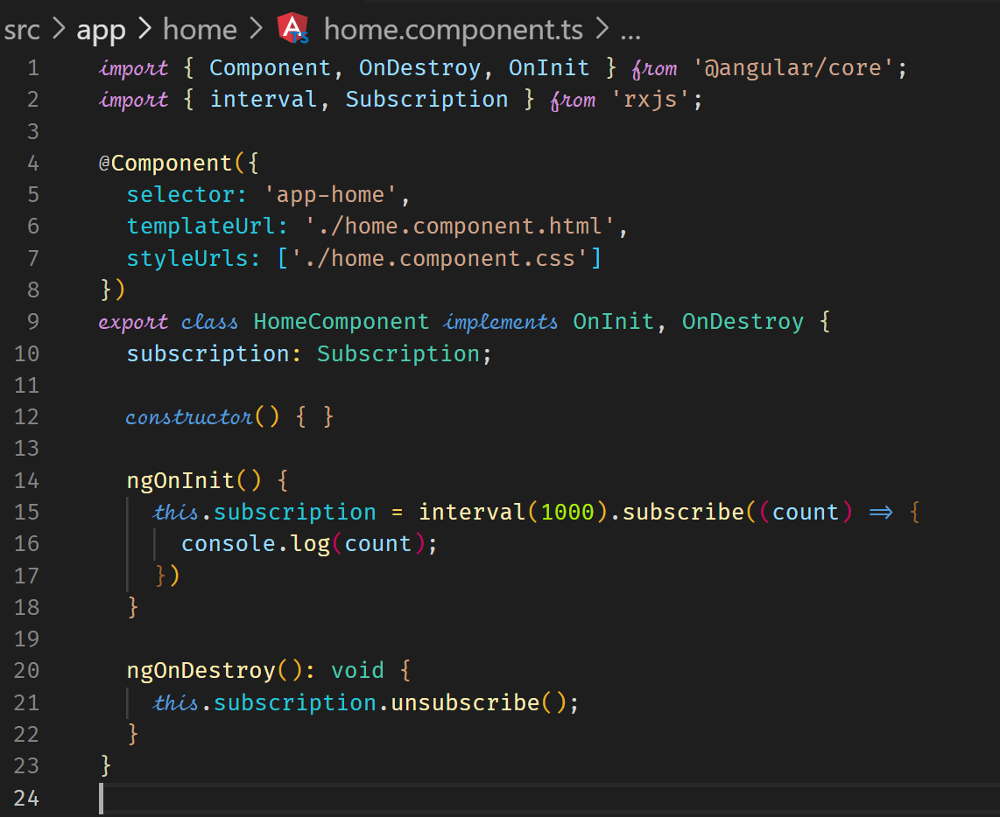 src > app > home > TS home.component.ts > ...
1 import { Component, OnDestroy, OnInit } from '@angular/core';
2 import { interval, Subscription } from 'rxjs';
3
4 @Component({
5   selector: 'app-home',
6   templateUrl: './home.component.html',
7   styleUrls: ['./home.component.css']
8 })
9 export class HomeComponent implements OnInit, OnDestroy {
10   subscription: Subscription;
11
12   constructor() { }
13
14   ngOnInit() {
15     this.subscription = interval(1000).subscribe((count) ⇒ {
16       console.log(count);
17     })
18   }
19
20   ngOnDestroy(): void {
21     this.subscription.unsubscribe();
22   }
23 }
24